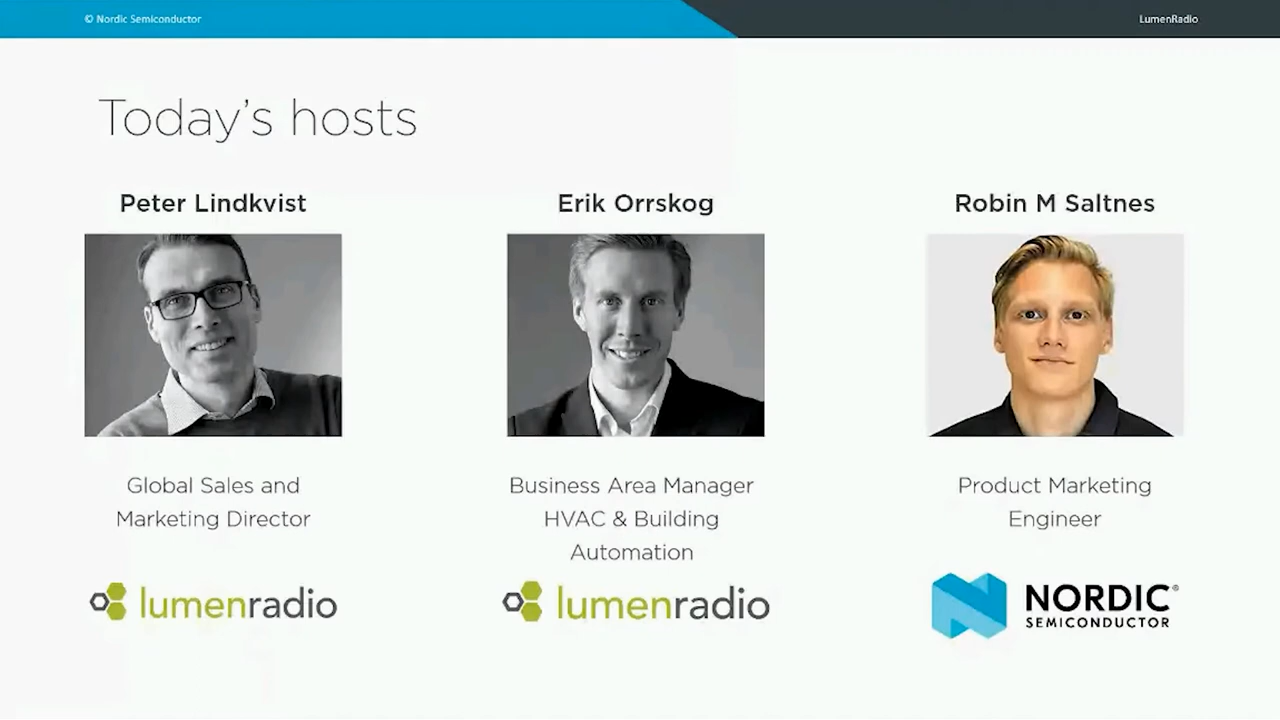 © Nordic Semiconductor
LumenRadio
Today's hosts
Peter Lindkvist
Erik Orrskog
Robin M Saltnes
Global Sales and
Marketing Director
Business Area Manager
HVAC & Building
Automation
Product Marketing
Engineer
lumenradio
lumenradio
NORDIC®
SEMICONDUCTOR